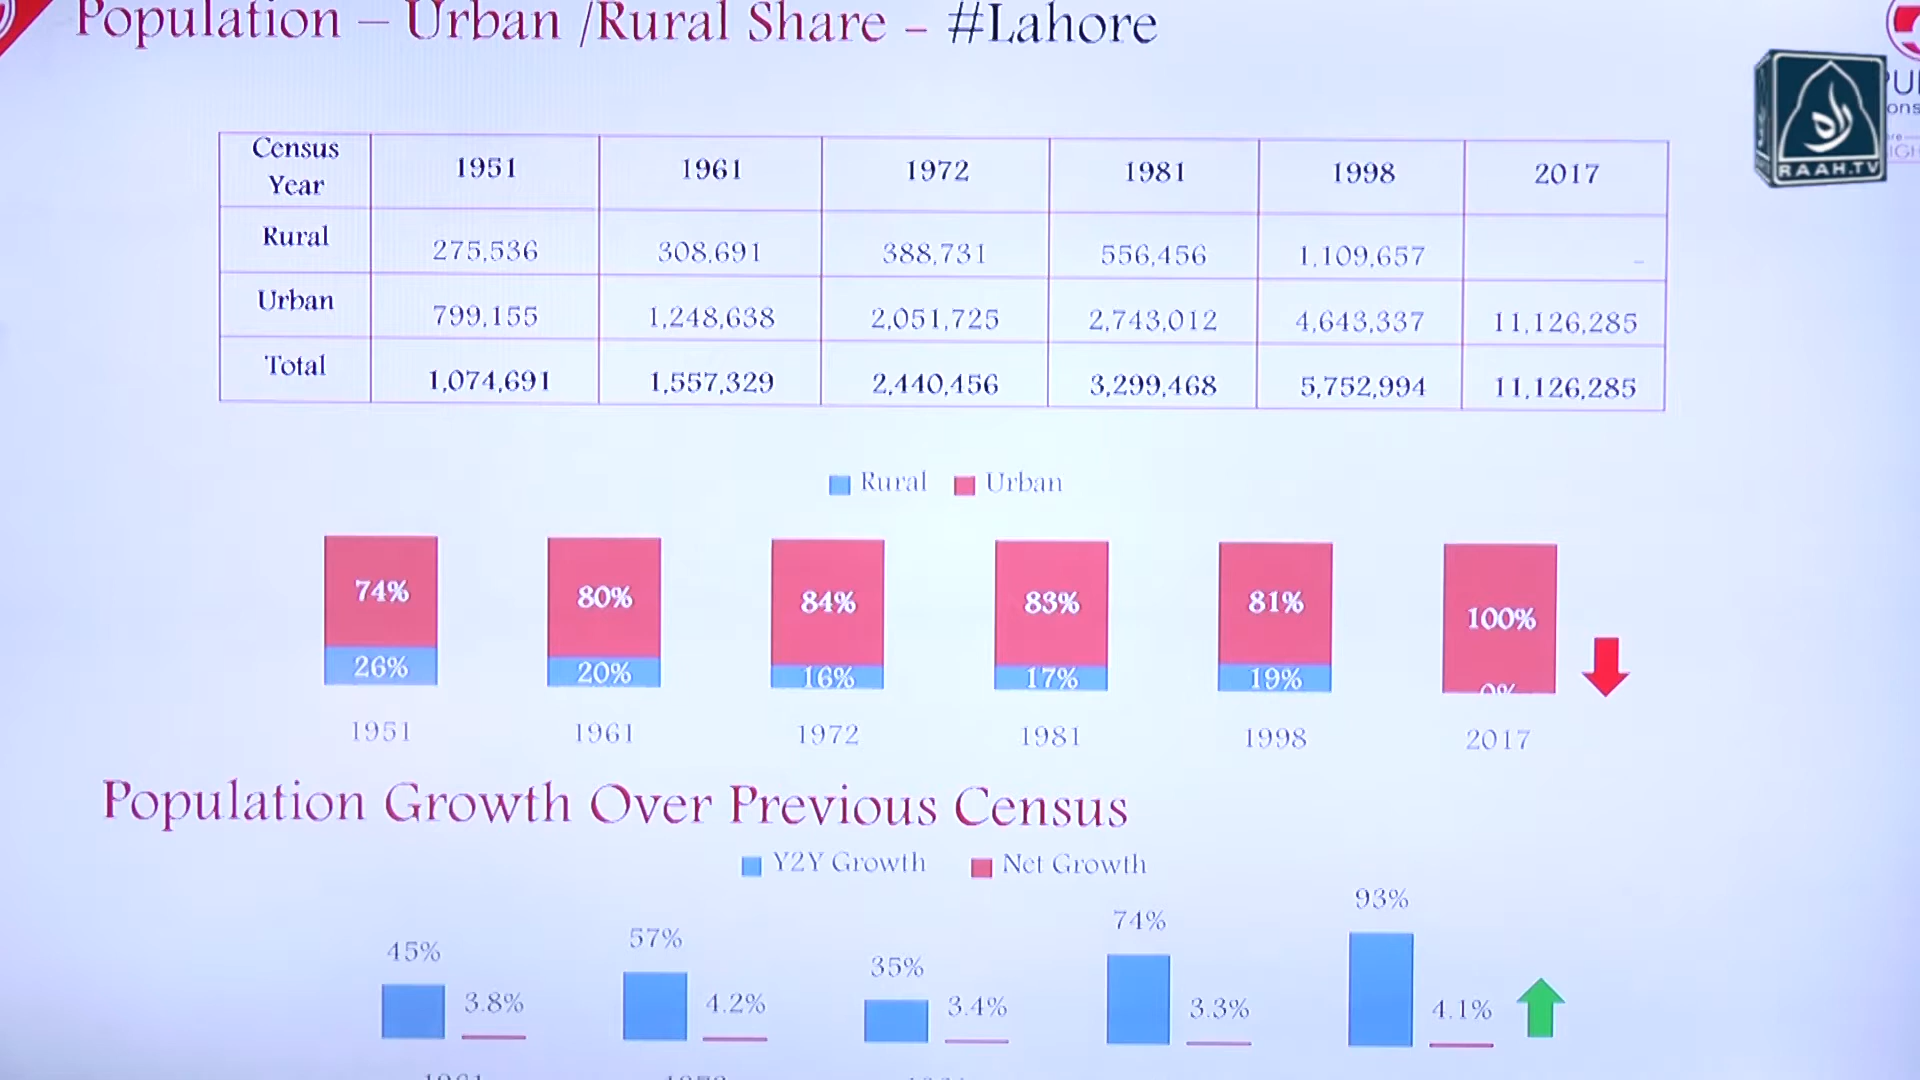 Population – Urban /Rural Share – #Lahore
RAAH.TV
Census Year 1951 1961 1972 1981 1998 2017
Rural 275,536 308,691 388,731 556,456 1,109,657 –
Urban 799,155 1,248,638 2,051,725 2,743,012 4,643,337 11,126,285
Total 1,074,691 1,557,329 2,440,456 3,299,468 5,752,994 11,126,285
Rural Urban
74% 80% 84% 83% 81% 100%
26% 20% 16% 17% 19% 0%
1951 1961 1972 1981 1998 2017
Population Growth Over Previous Census
Y2Y Growth Net Growth
45% 3.8% 57% 4.2% 35% 3.4% 74% 3.3% 93% 4.1%